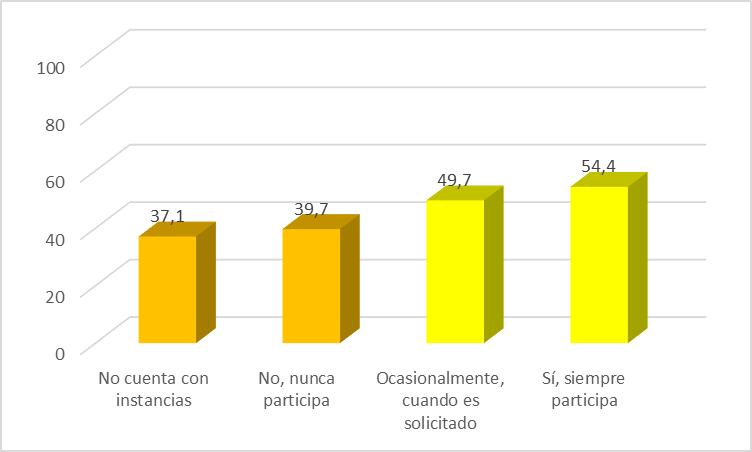 100
80
60
40
20
0
37,1
39,7
49,7
54,4
No cuenta con
instancias
No, nunca
participa
Ocasionalmente,
cuando es
solicitado
Sí, siempre
participa